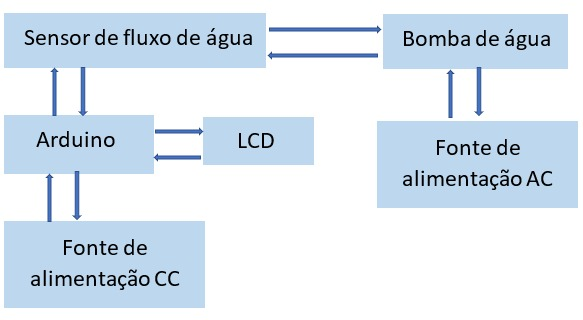 Sensor de fluxo de água
Bomba de água
Arduino
LCD
Fonte de
alimentação AC
Fonte de
alimentação CC